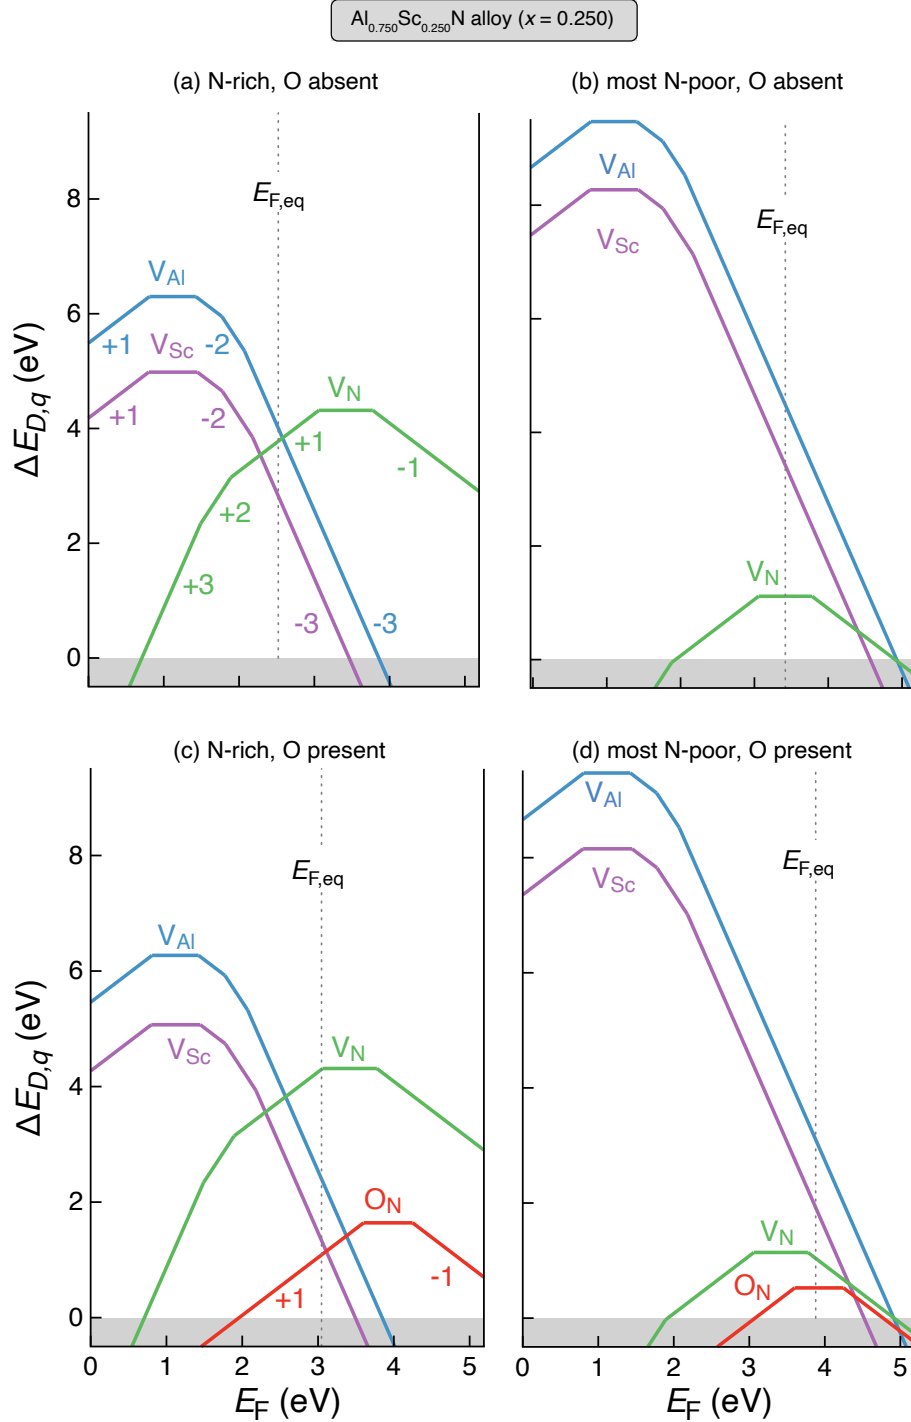 Al0.750Sc0.250N alloy (x = 0.250)
(a) N-rich, O absent
(b) most N-poor, O absent
8
6
4
2
0
ΔED,q (eV)
EF,eq
VAl
+1
VSc
-2
+1
-2
VN
+1
-1
+2
+3
-3
-3
VAl
VSc
EF,eq
VN
(c) N-rich, O present
(d) most N-poor, O present
8
6
4
2
0
ΔED,q (eV)
EF,eq
VAl
VSc
VN
ON
+1
-1
0
1
2
3
4
5
EF (eV)
VAl
EF,eq
VSc
VN
ON
0
1
2
3
4
5
EF (eV)